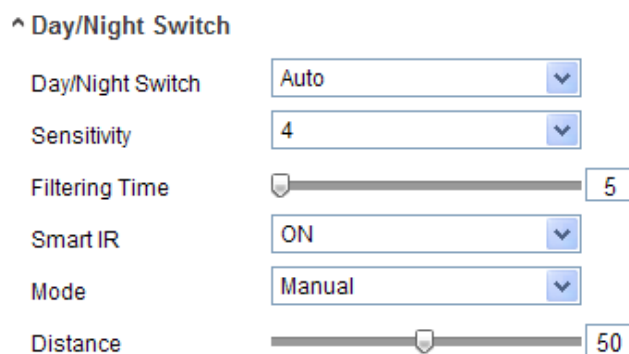 Day/Night Switch
Day/Night Switch Auto
Sensitivity 4
Filtering Time 5
Smart IR ON
Mode Manual
Distance 50